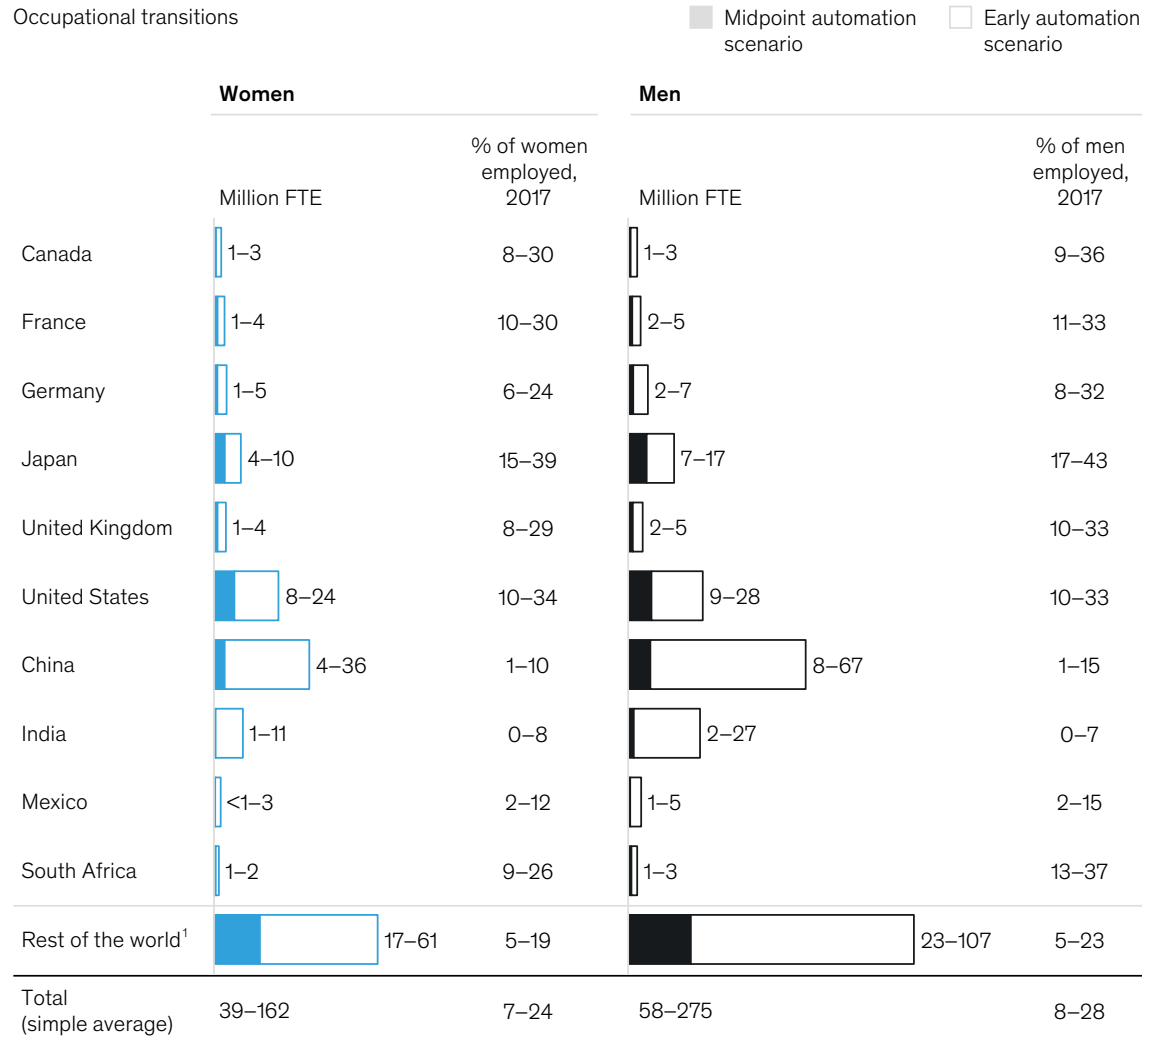 Occupational transitions
Midpoint automation
scenario
Early automation
scenario
Women
Men
Million FTE
% of women
employed,
2017
Million FTE
% of men
employed,
2017
Canada 1–3 8–30 1–3 9–36
France 1–4 10–30 2–5 11–33
Germany 1–5 6–24 2–7 8–32
Japan 4–10 15–39 7–17 17–43
United Kingdom 1–4 8–29 2–5 10–33
United States 8–24 10–34 9–28 10–33
China 4–36 1–10 8–67 1–15
India 1–11 0–8 2–27 0–7
Mexico <1–3 2–12 1–5 2–15
South Africa 1–2 9–26 1–3 13–37
Rest of the world¹ 17–61 5–19 23–107 5–23
Total
(simple average) 39–162 7–24 58–275 8–28